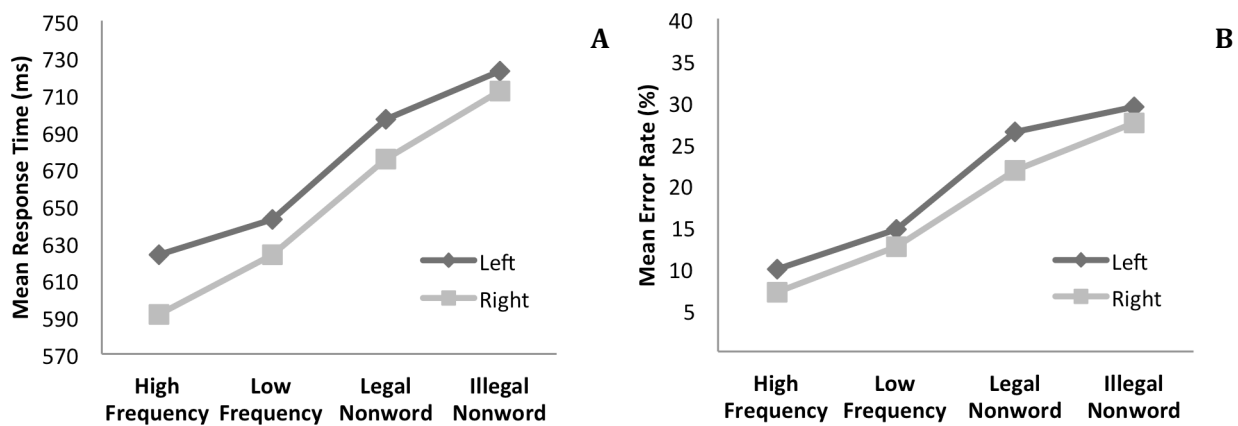 A
Mean Response Time (ms)
750
730
710
690
670
650
630
610
590
570
Left
Right
High Frequency
Low Frequency
Legal Nonword
Illegal Nonword
B
Mean Error Rate (%)
40
35
30
25
20
15
10
5
Left
Right
High Frequency
Low Frequency
Legal Nonword
Illegal Nonword